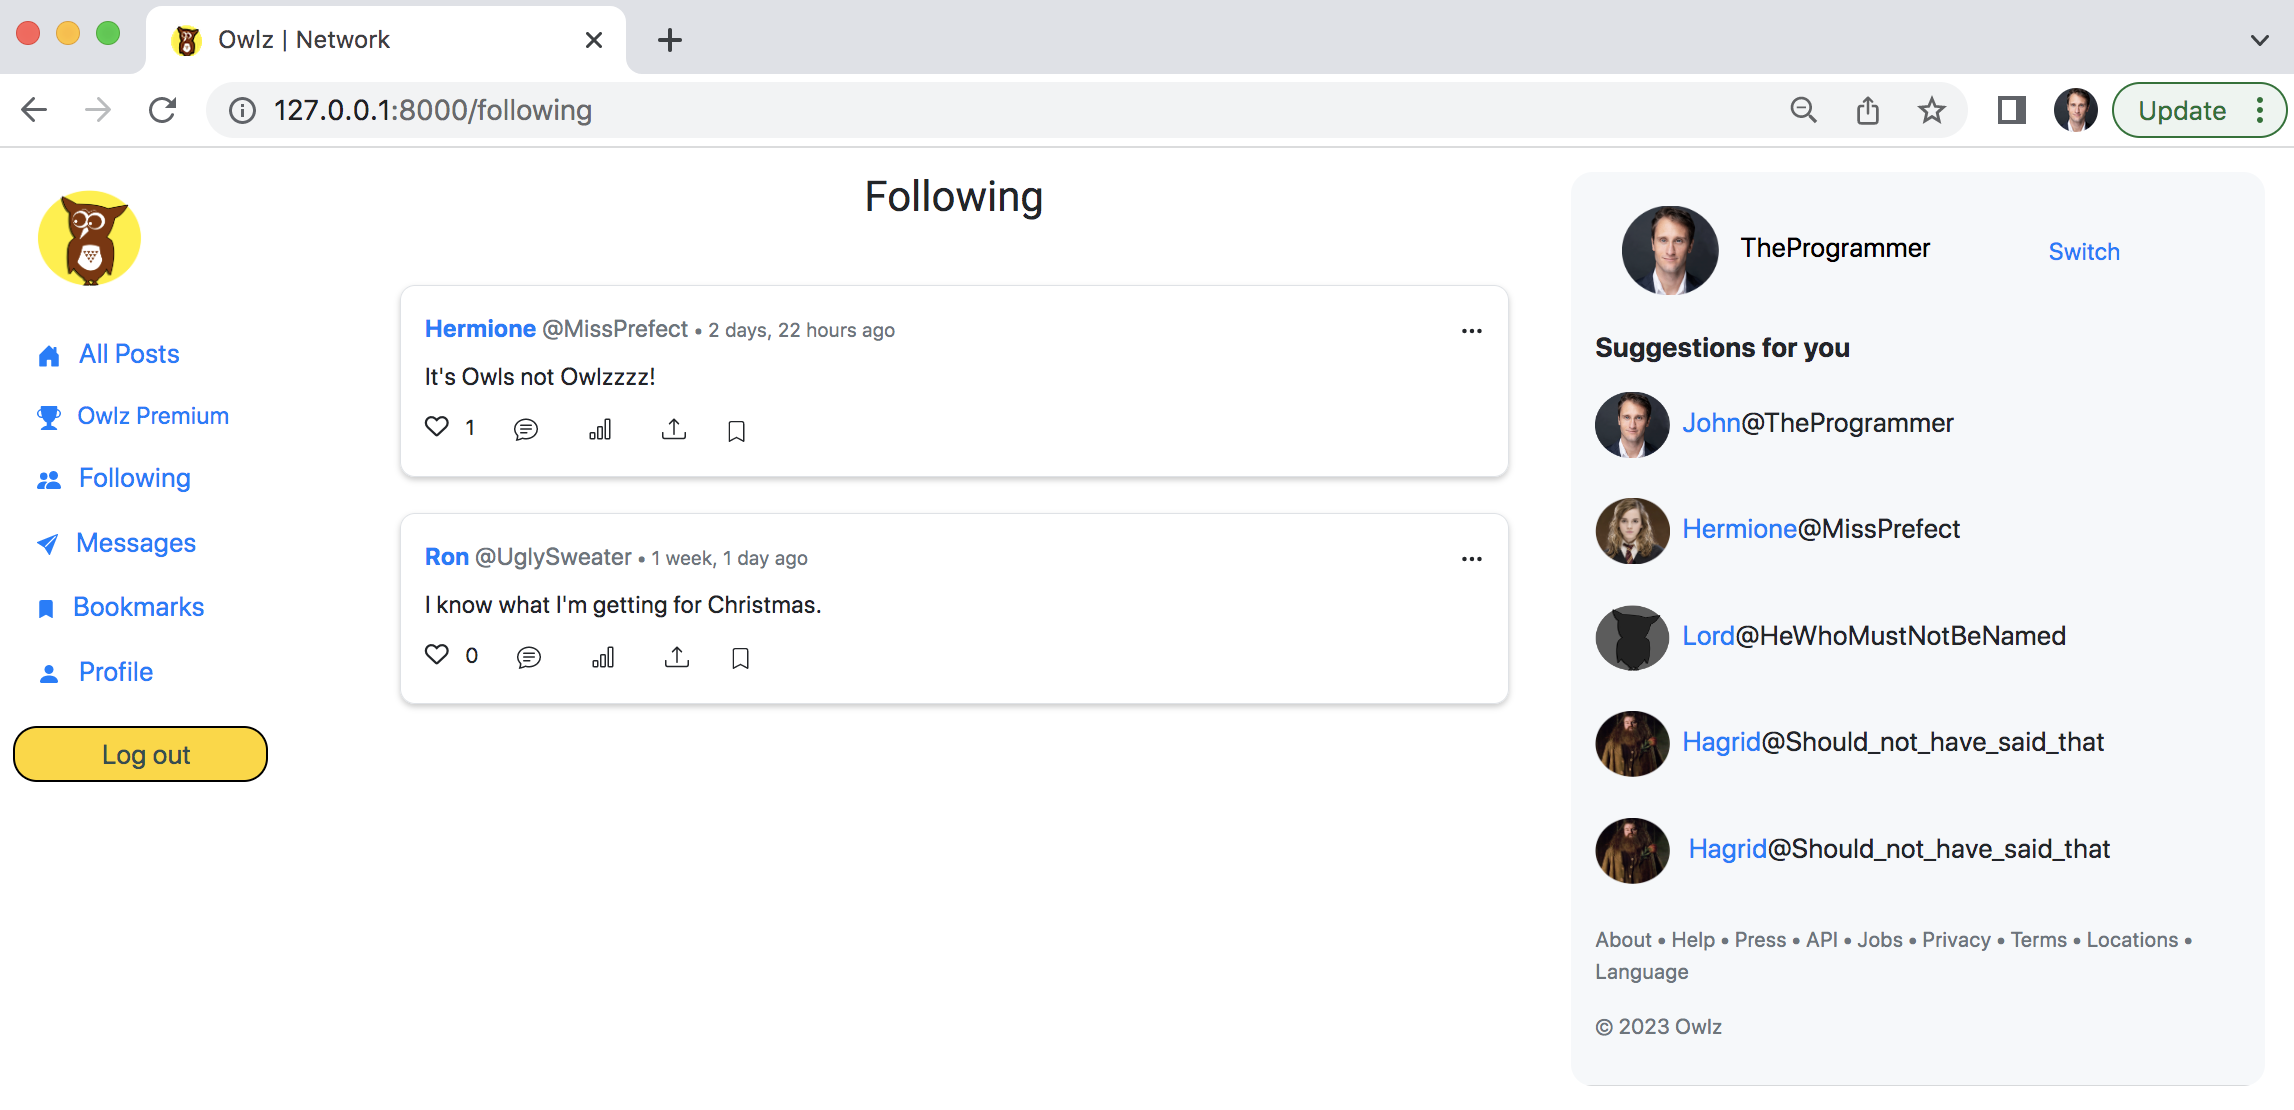 Owlz | Network
127.0.0.1:8000/following
Update
Following
All Posts
Owlz Premium
Following
Messages
Bookmarks
Profile
Log out
Hermione @MissPrefect • 2 days, 22 hours ago
It's Owls not Owlzzzz!
1
Ron @UglySweater • 1 week, 1 day ago
I know what I'm getting for Christmas.
0
TheProgrammer
Switch
Suggestions for you
John@TheProgrammer
Hermione@MissPrefect
Lord@HeWhoMustNotBeNamed
Hagrid@Should_not_have_said_that
Hagrid@Should_not_have_said_that
About • Help • Press • API • Jobs • Privacy • Terms • Locations •
Language
© 2023 Owlz